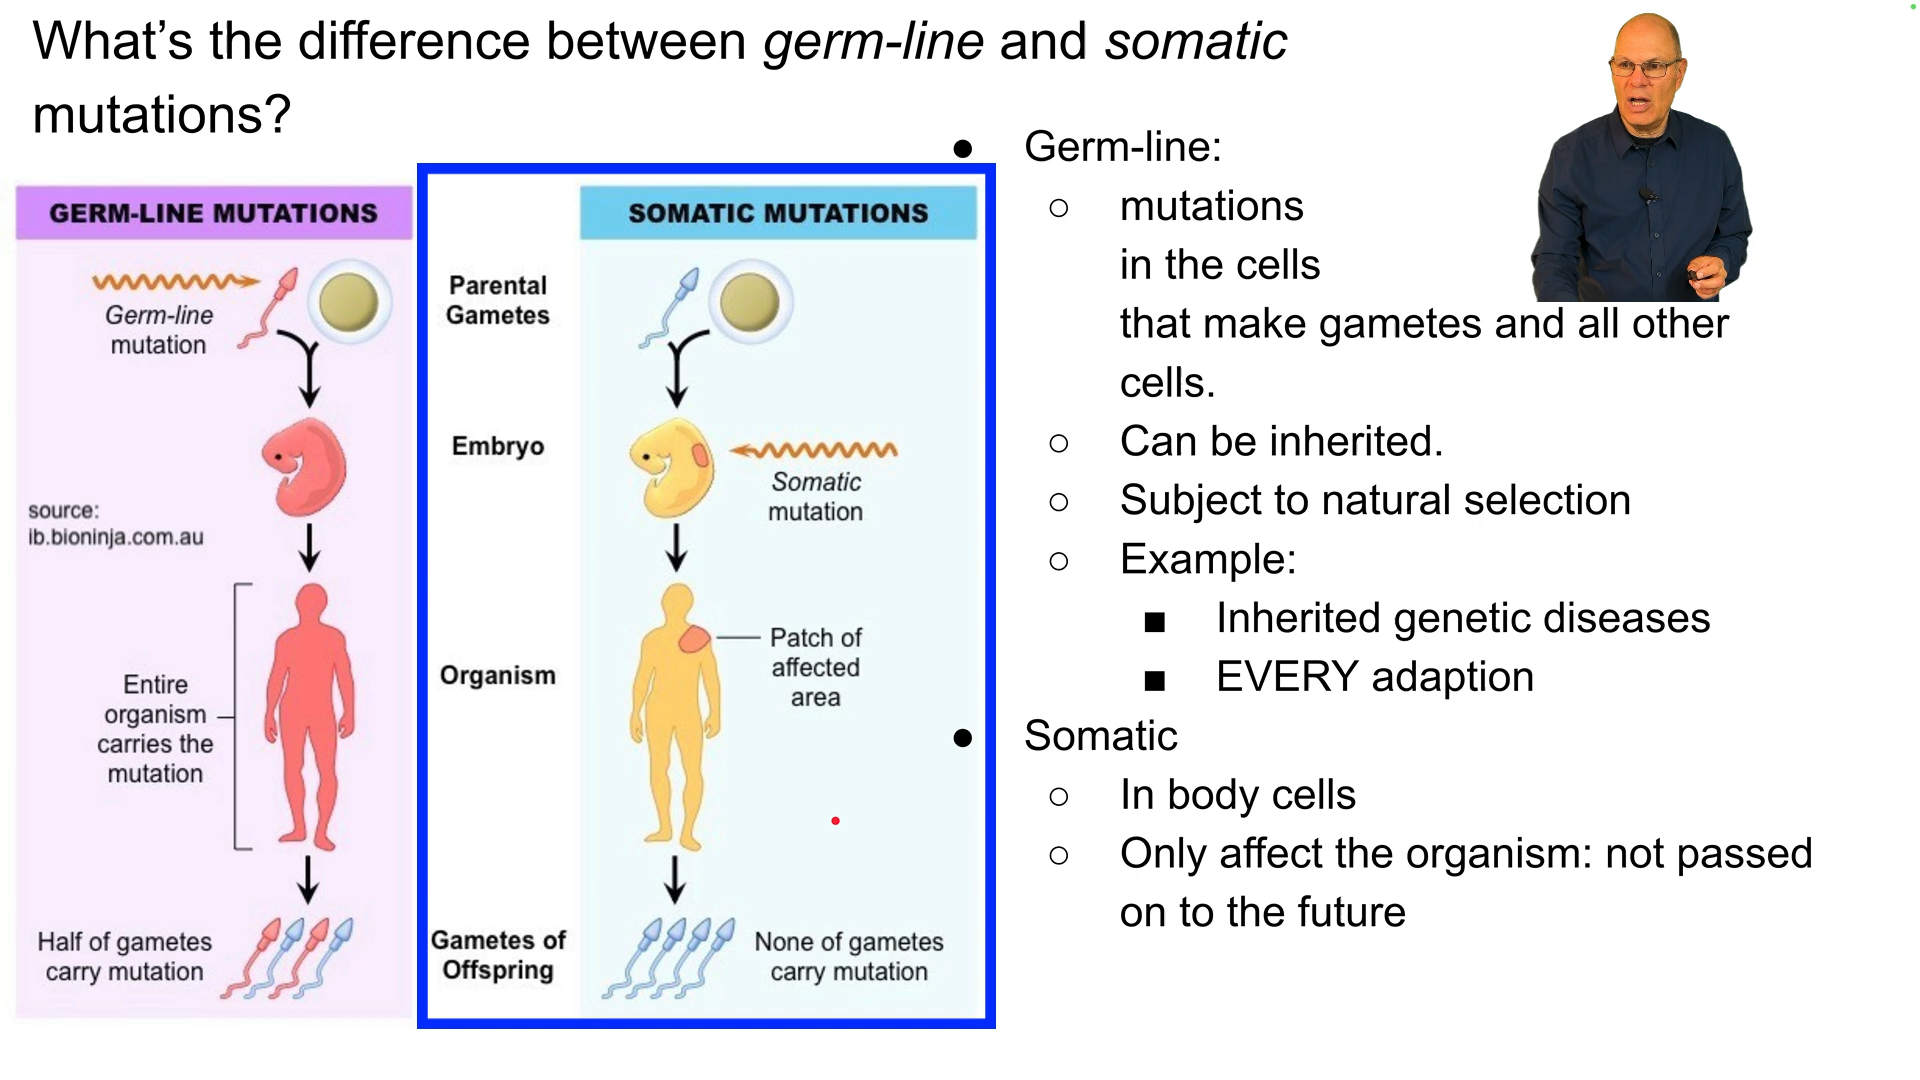 What’s the difference between germ-line and somatic
mutations?
GERM-LINE MUTATIONS
Germ-line
mutation
source:
ib.bioninja.com.au
Entire
organism
carries the
mutation
Half of gametes
carry mutation
Parental
Gametes
Embryo
Organism
Gametes of
Offspring
SOMATIC MUTATIONS
Somatic
mutation
Patch of
affected
area
None of gametes
carry mutation
● Germ-line:
○ mutations
in the cells
that make gametes and all other
cells.
○ Can be inherited.
○ Subject to natural selection
○ Example:
■ Inherited genetic diseases
■ EVERY adaption
● Somatic
○ In body cells
○ Only affect the organism: not passed
on to the future